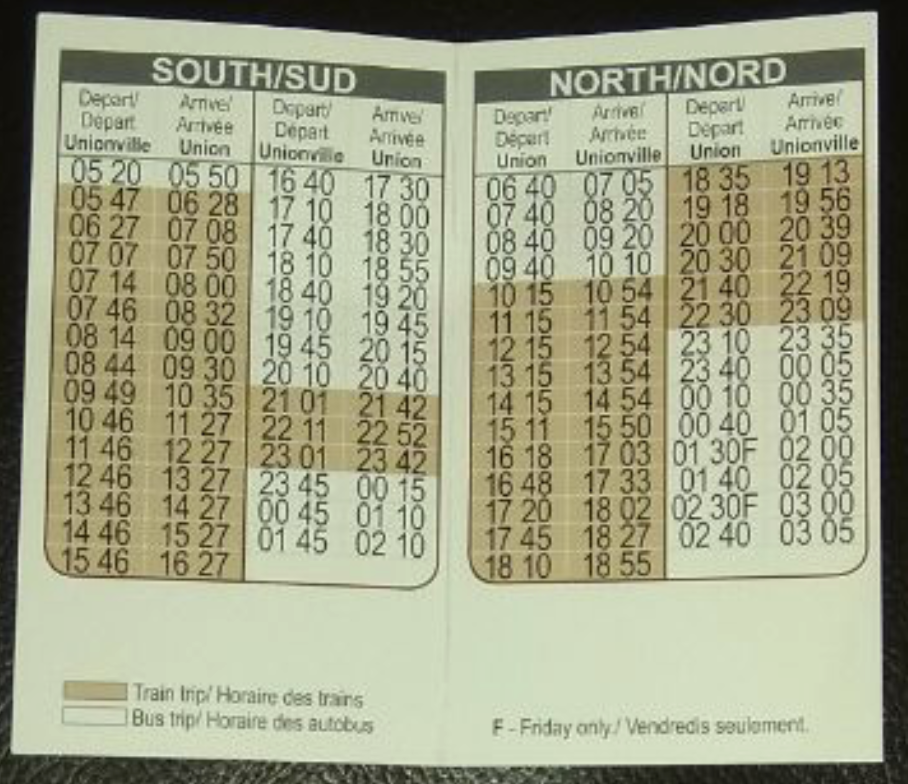 SOUTH/SUD
Depart/ Arrive/ Depart/ Arrive/
Départ Arrivée Départ Arrivée
Unionville Union Unionville Union
05 20 05 50 16 40 17 30
05 47 06 28 17 10 18 00
06 27 07 08 17 40 18 30
07 07 07 50 18 10 18 55
07 14 08 00 18 40 19 20
07 46 08 32 19 10 19 45
08 14 09 00 19 45 20 15
08 44 09 30 20 10 20 40
09 49 10 35 21 01 21 42
10 46 11 27 22 11 22 52
11 46 12 27 23 01 23 42
12 46 13 27 23 45 00 15
13 46 14 27 00 45 01 10
14 46 15 27 01 45 02 10
15 46 16 27
Train trip/ Horaire des trains
Bus trip/ Horaire des autobus
NORTH/NORD
Depart/ Arrive/ Depart/ Arrive/
Départ Arrivée Départ Arrivée
Union Unionville Union Unionville
06 40 07 05 18 35 19 13
07 40 08 20 19 18 19 56
08 40 09 20 20 00 20 39
09 40 10 10 20 30 21 09
10 15 10 54 21 40 22 19
11 15 11 54 22 30 23 09
12 15 12 54 23 10 23 35
13 15 13 54 23 40 00 05
14 15 14 54 00 10 00 35
15 11 15 50 00 40 01 05
16 18 17 03 01 30F 02 00
16 48 17 33 01 40 02 05
17 20 18 02 02 30F 03 00
17 45 18 27 02 40 03 05
18 10 18 55
F - Friday only./ Vendredis seulement.